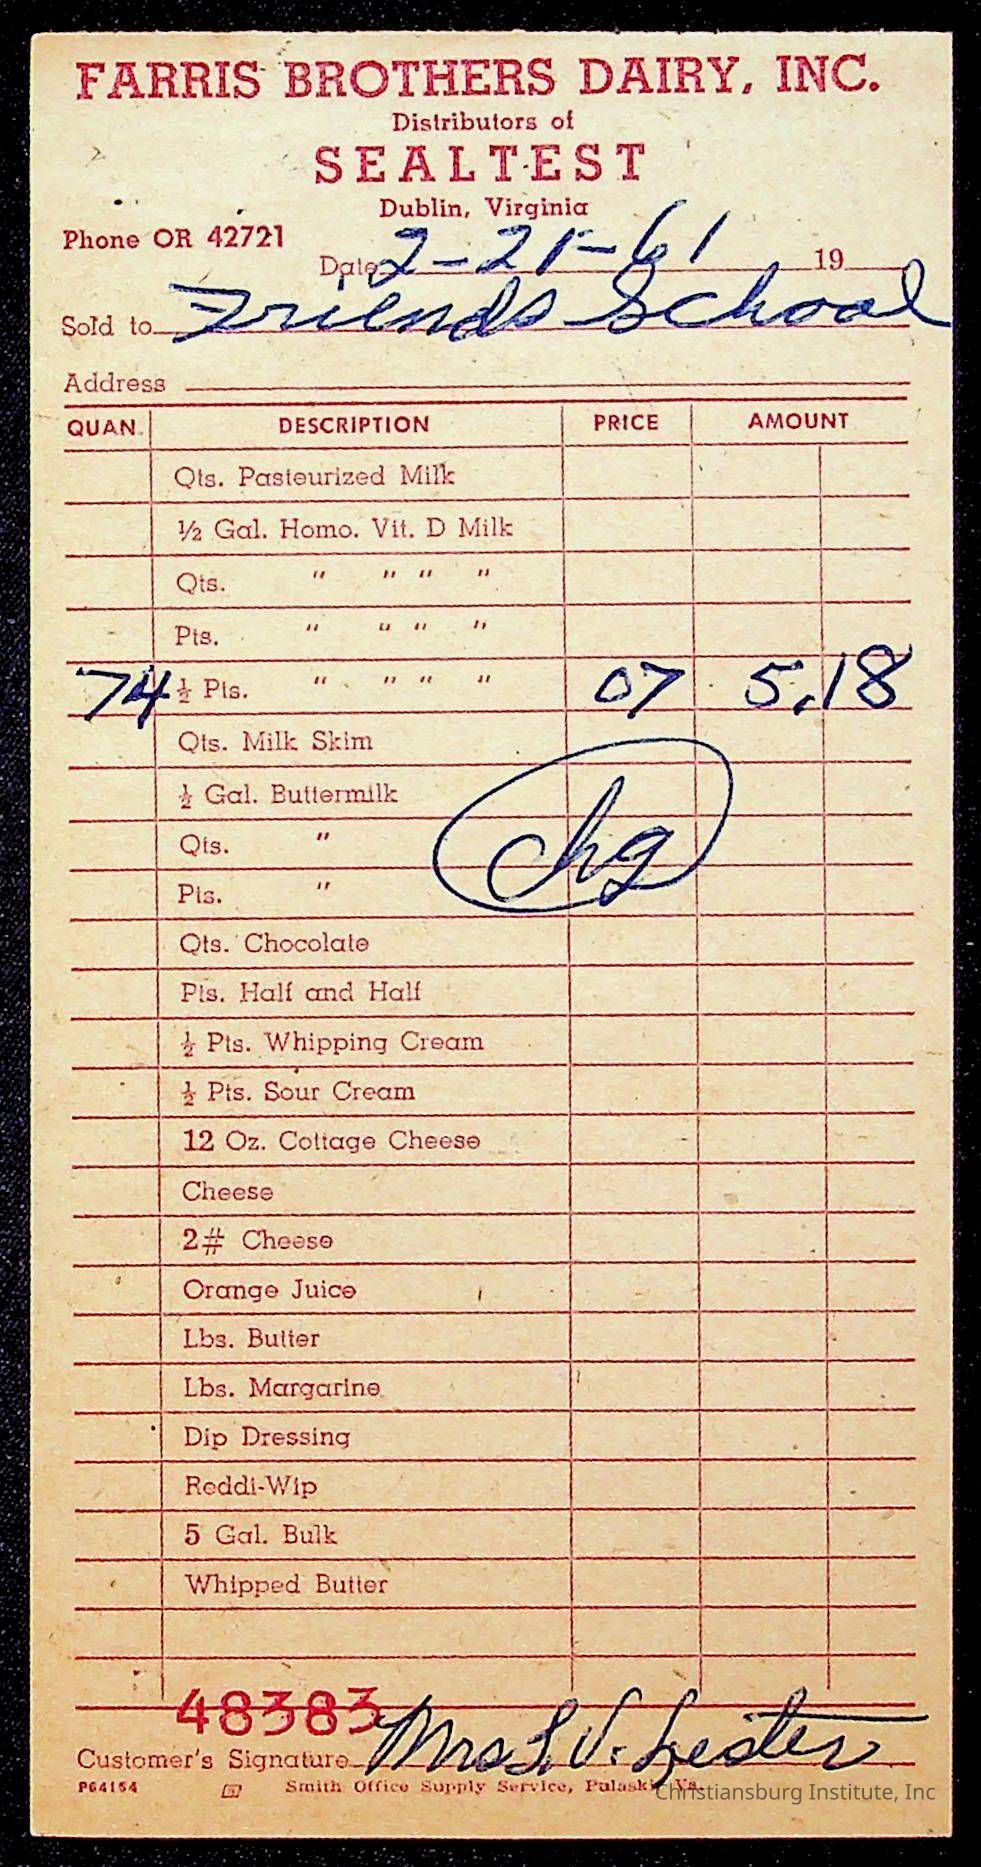 FARRIS BROTHERS DAIRY, INC.
Distributors of
SEALTEST
Dublin, Virginia
Phone OR 42721
Date 2-21-61 19
Sold to Friends School
Address
QUAN. DESCRIPTION PRICE AMOUNT
Qts. Pasteurized Milk
½ Gal. Homo. Vit. D Milk
Qts. " " " "
Pts. " " " "
74 ½ Pts. " " " " 07 5.18
Qts. Milk Skim
½ Gal. Buttermilk
chg
Qts. "
Pts. "
Qts. Chocolate
Pts. Half and Half
½ Pts. Whipping Cream
½ Pts. Sour Cream
12 Oz. Cottage Cheese
Cheese
2# Cheese
Orange Juice
Lbs. Butter
Lbs. Margarine
Dip Dressing
Reddi-Wip
5 Gal. Bulk
Whipped Butter
48383
Customer's Signature Mrs L. V. Lester
P64154 Smith Office Supply Service, Pulaski, Va.
Christiansburg Institute, Inc